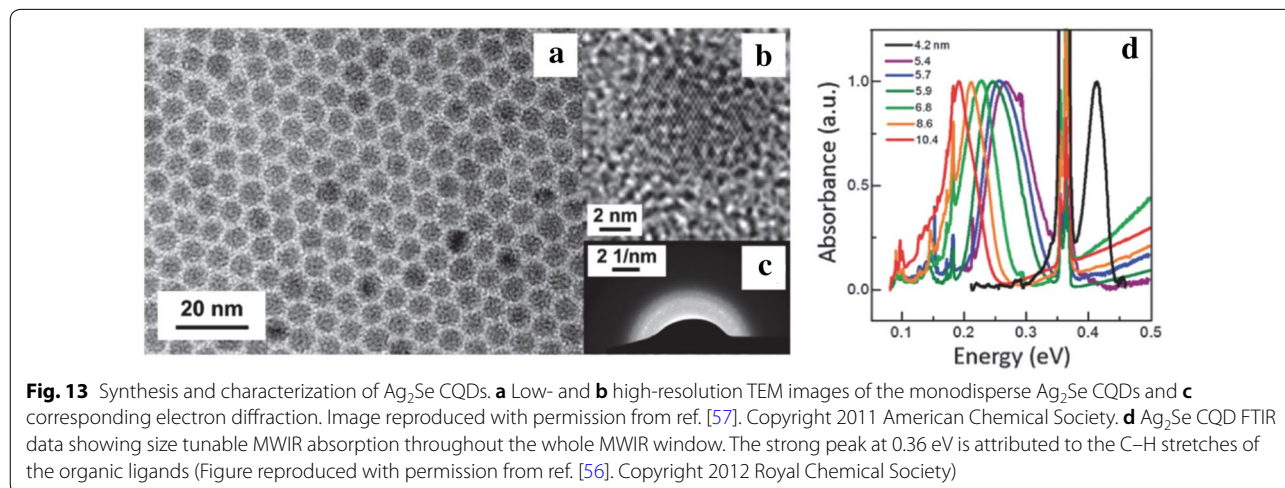 a
20 nm
b
2 nm
2 1/nm
c
d
4.2 nm
5.4
5.7
5.9
6.8
8.6
10.4
Absorbance (a.u.)
1.0
0.5
0.0
0.1 0.2 0.3 0.4 0.5
Energy (eV)
Fig. 13 Synthesis and characterization of Ag₂Se CQDs. a Low- and b high-resolution TEM images of the monodisperse Ag₂Se CQDs and c
corresponding electron diffraction. Image reproduced with permission from ref. [57]. Copyright 2011 American Chemical Society. d Ag₂Se CQD FTIR
data showing size tunable MWIR absorption throughout the whole MWIR window. The strong peak at 0.36 eV is attributed to the C–H stretches of
the organic ligands (Figure reproduced with permission from ref. [56]. Copyright 2012 Royal Chemical Society)